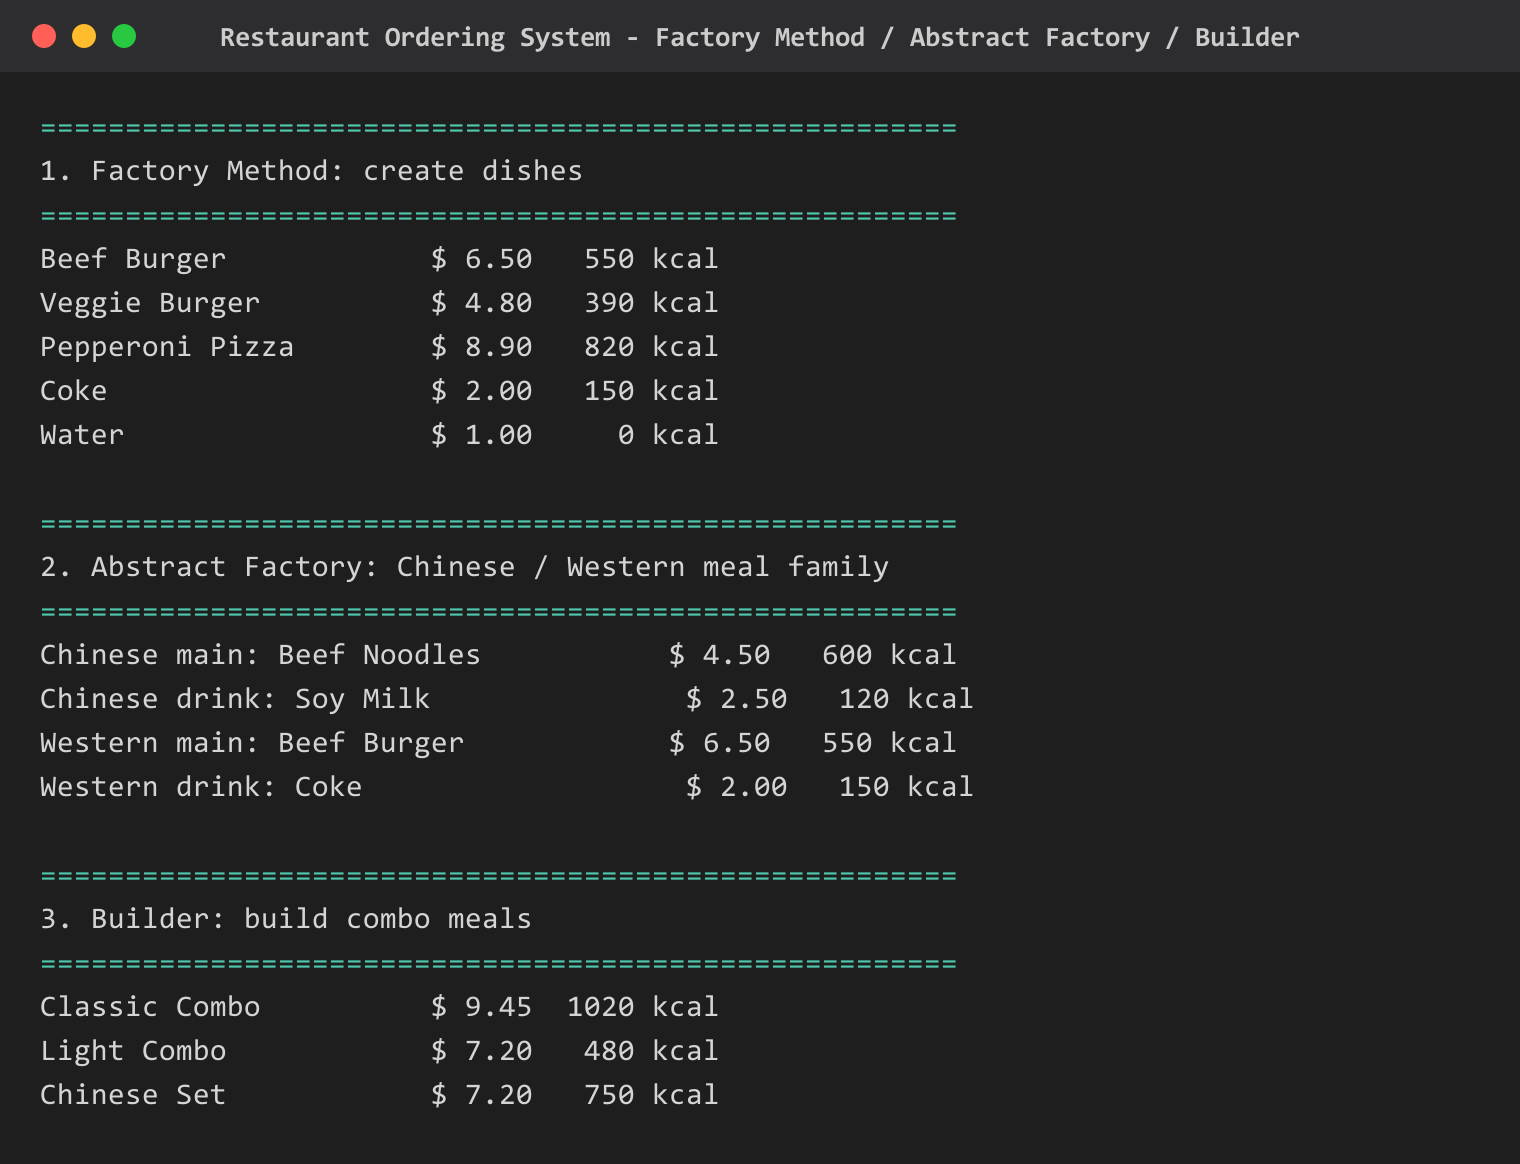 Restaurant Ordering System - Factory Method / Abstract Factory / Builder
======================================================
1. Factory Method: create dishes
======================================================
Beef Burger            $ 6.50   550 kcal
Veggie Burger          $ 4.80   390 kcal
Pepperoni Pizza        $ 8.90   820 kcal
Coke                   $ 2.00   150 kcal
Water                  $ 1.00     0 kcal
======================================================
2. Abstract Factory: Chinese / Western meal family
======================================================
Chinese main: Beef Noodles           $ 4.50   600 kcal
Chinese drink: Soy Milk               $ 2.50   120 kcal
Western main: Beef Burger            $ 6.50   550 kcal
Western drink: Coke                   $ 2.00   150 kcal
======================================================
3. Builder: build combo meals
======================================================
Classic Combo          $ 9.45  1020 kcal
Light Combo            $ 7.20   480 kcal
Chinese Set            $ 7.20   750 kcal